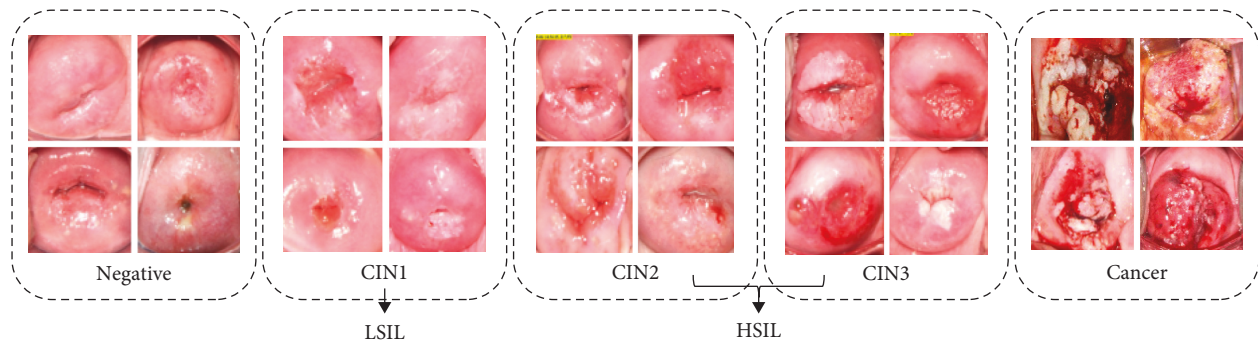 Negative
CIN1
CIN2
CIN3
Cancer
LSIL
HSIL